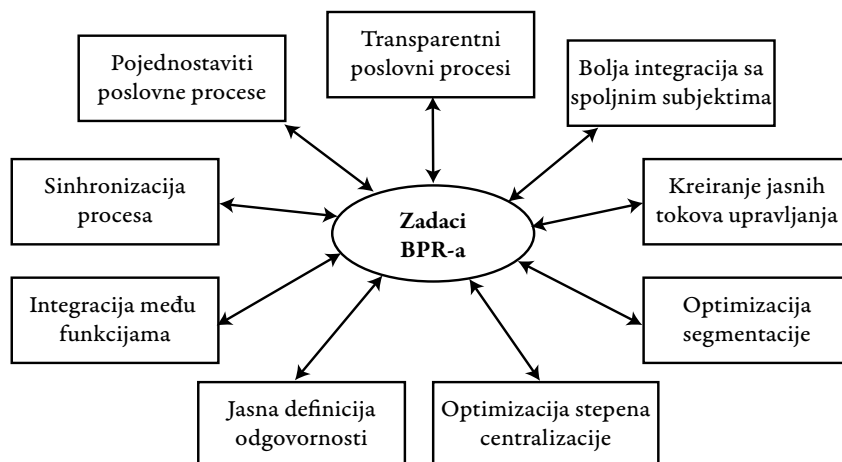 Transparentni
poslovni procesi
Pojednostaviti
poslovne procese
Bolja integracija sa
spoljnim subjektima
Sinhronizacija
procesa
Kreiranje jasnih
tokova upravljanja
Zadaci
BPR-a
Integracija među
funkcijama
Optimizacija
segmentacije
Jasna definicija
odgovornosti
Optimizacija stepena
centralizacije